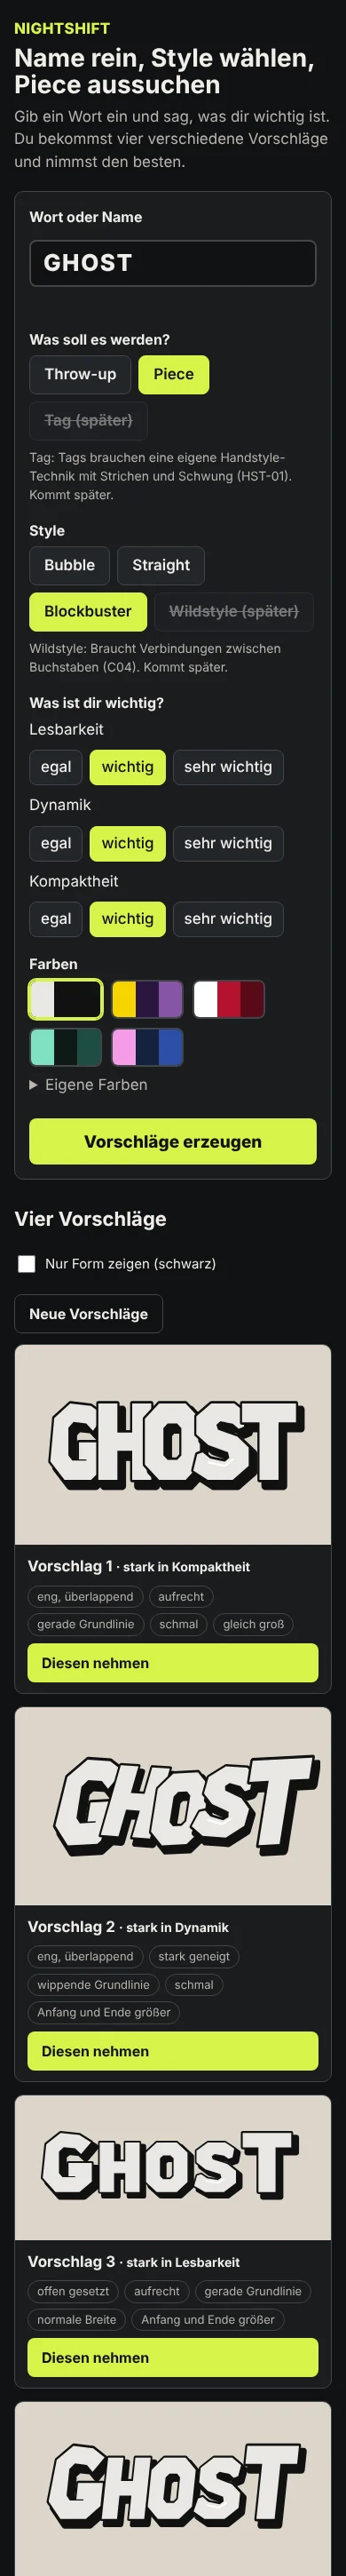 NIGHTSHIFT
Name rein, Style wählen,
Piece aussuchen
Gib ein Wort ein und sag, was dir wichtig ist.
Du bekommst vier verschiedene Vorschläge
und nimmst den besten.
Wort oder Name
GHOST
Was soll es werden?
Throw-up Piece
Tag (später)
Tag: Tags brauchen eine eigene Handstyle-
Technik mit Strichen und Schwung (HST-01).
Kommt später.
Style
Bubble Straight
Blockbuster Wildstyle (später)
Wildstyle: Braucht Verbindungen zwischen
Buchstaben (C04). Kommt später.
Was ist dir wichtig?
Lesbarkeit
egal wichtig sehr wichtig
Dynamik
egal wichtig sehr wichtig
Kompaktheit
egal wichtig sehr wichtig
Farben
Eigene Farben
Vorschläge erzeugen
Vier Vorschläge
Nur Form zeigen (schwarz)
Neue Vorschläge
GHOST
Vorschlag 1 · stark in Kompaktheit
eng, überlappend aufrecht
gerade Grundlinie schmal gleich groß
Diesen nehmen
GHOST
Vorschlag 2 · stark in Dynamik
eng, überlappend stark geneigt
wippende Grundlinie schmal
Anfang und Ende größer
Diesen nehmen
GHOST
Vorschlag 3 · stark in Lesbarkeit
offen gesetzt aufrecht gerade Grundlinie
normale Breite Anfang und Ende größer
Diesen nehmen
GHOST